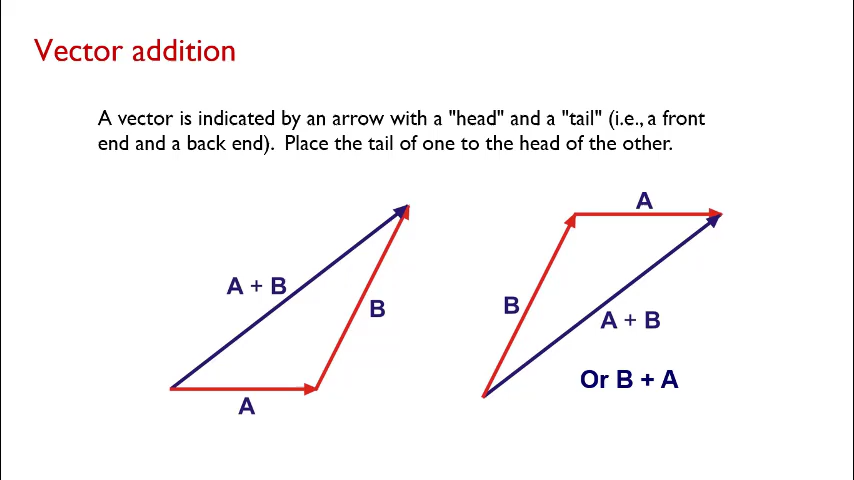 Vector addition
A vector is indicated by an arrow with a "head" and a "tail" (i.e., a front
end and a back end). Place the tail of one to the head of the other.
A + B
B
A
A
B
A + B
Or B + A